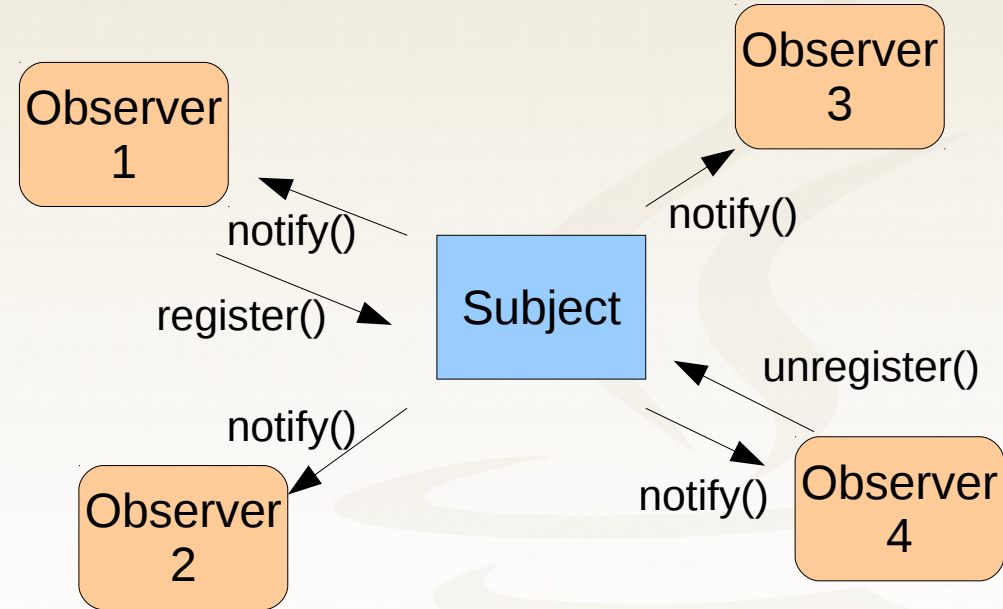 Observer
1
Observer
3
notify()
notify()
register()
Subject
unregister()
notify()
notify()
Observer
2
Observer
4